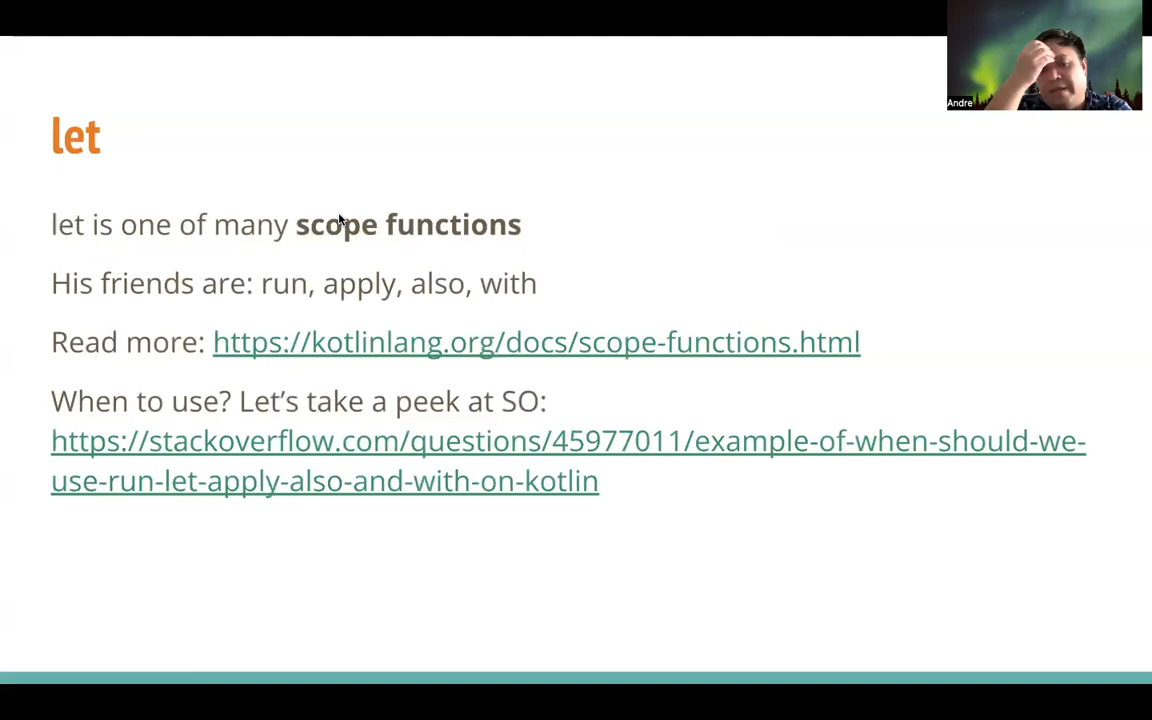 Andre
let
let is one of many scope functions
His friends are: run, apply, also, with
Read more: https://kotlinlang.org/docs/scope-functions.html
When to use? Let’s take a peek at SO:
https://stackoverflow.com/questions/45977011/example-of-when-should-we-
use-run-let-apply-also-and-with-on-kotlin